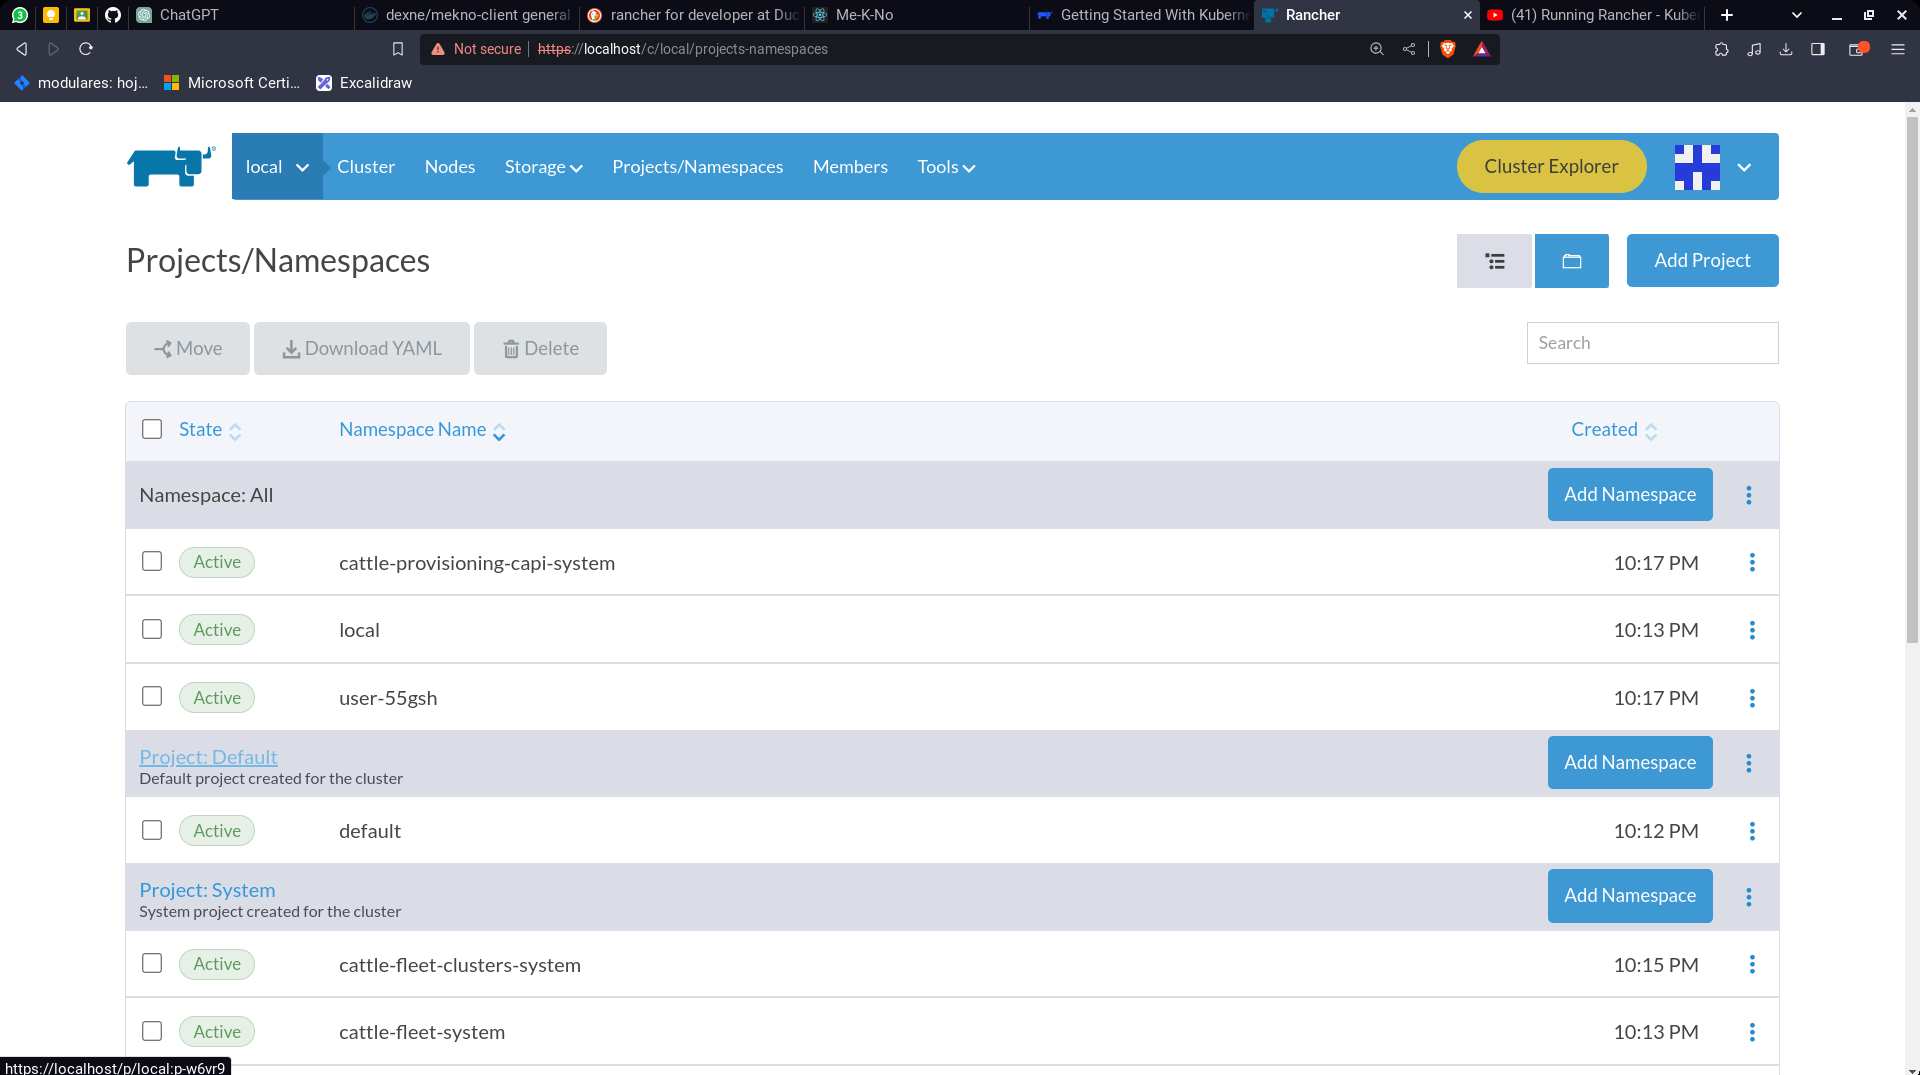 3
ChatGPT
dexne/mekno-client general
rancher for developer at Duc
Me-K-No
Getting Started With Kuberne
Rancher
(41) Running Rancher - Kube
Not secure
https://localhost/c/local/projects-namespaces
modulares: hoj...
Microsoft Certi...
Excalidraw
local
Cluster
Nodes
Storage
Projects/Namespaces
Members
Tools
Cluster Explorer
Projects/Namespaces
Add Project
Move
Download YAML
Delete
Search
State
Namespace Name
Created
Namespace: All
Add Namespace
Active
cattle-provisioning-capi-system
10:17 PM
Active
local
10:13 PM
Active
user-55gsh
10:17 PM
Project: Default
Default project created for the cluster
Add Namespace
Active
default
10:12 PM
Project: System
System project created for the cluster
Add Namespace
Active
cattle-fleet-clusters-system
10:15 PM
Active
cattle-fleet-system
10:13 PM
https://localhost/p/local:p-w6vr9